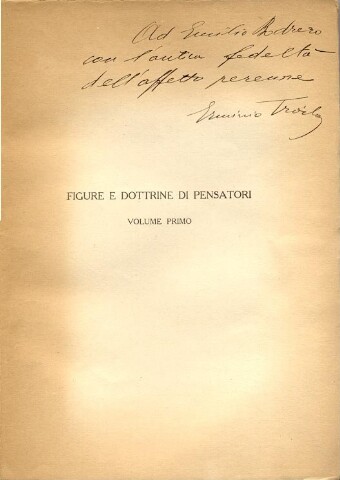 Ad Emilio Bodrero
con l'antica fedeltà
dell'affetto perenne
Erminio Troilo
FIGURE E DOTTRINE DI PENSATORI
VOLUME PRIMO